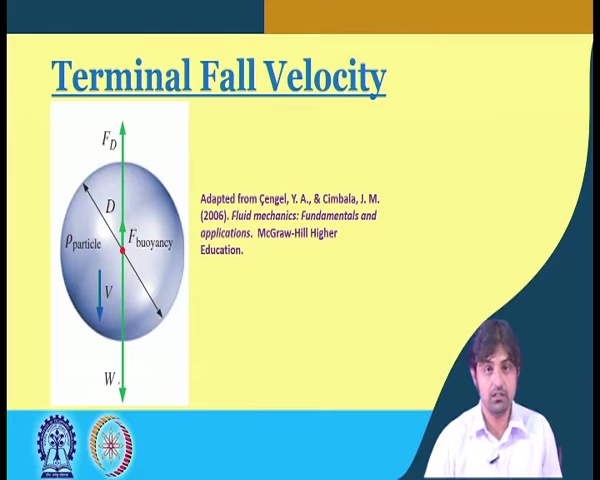 Terminal Fall Velocity
F_D
D
ρ_particle
F_buoyancy
V
W
Adapted from Çengel, Y. A., & Cimbala, J. M.
(2006). Fluid mechanics: Fundamentals and
applications. McGraw-Hill Higher
Education.